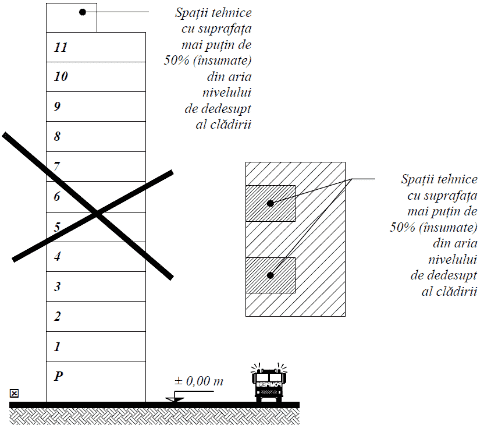 Spații tehnice
cu suprafața
mai puțin de
50% (însumate)
din aria
nivelului
de dedesupt
al clădirii
11
10
9
8
7
6
5
4
3
2
1
P
± 0,00 m
Spații tehnice
cu suprafața
mai puțin de
50% (însumate)
din aria
nivelului
de dedesupt
al clădirii